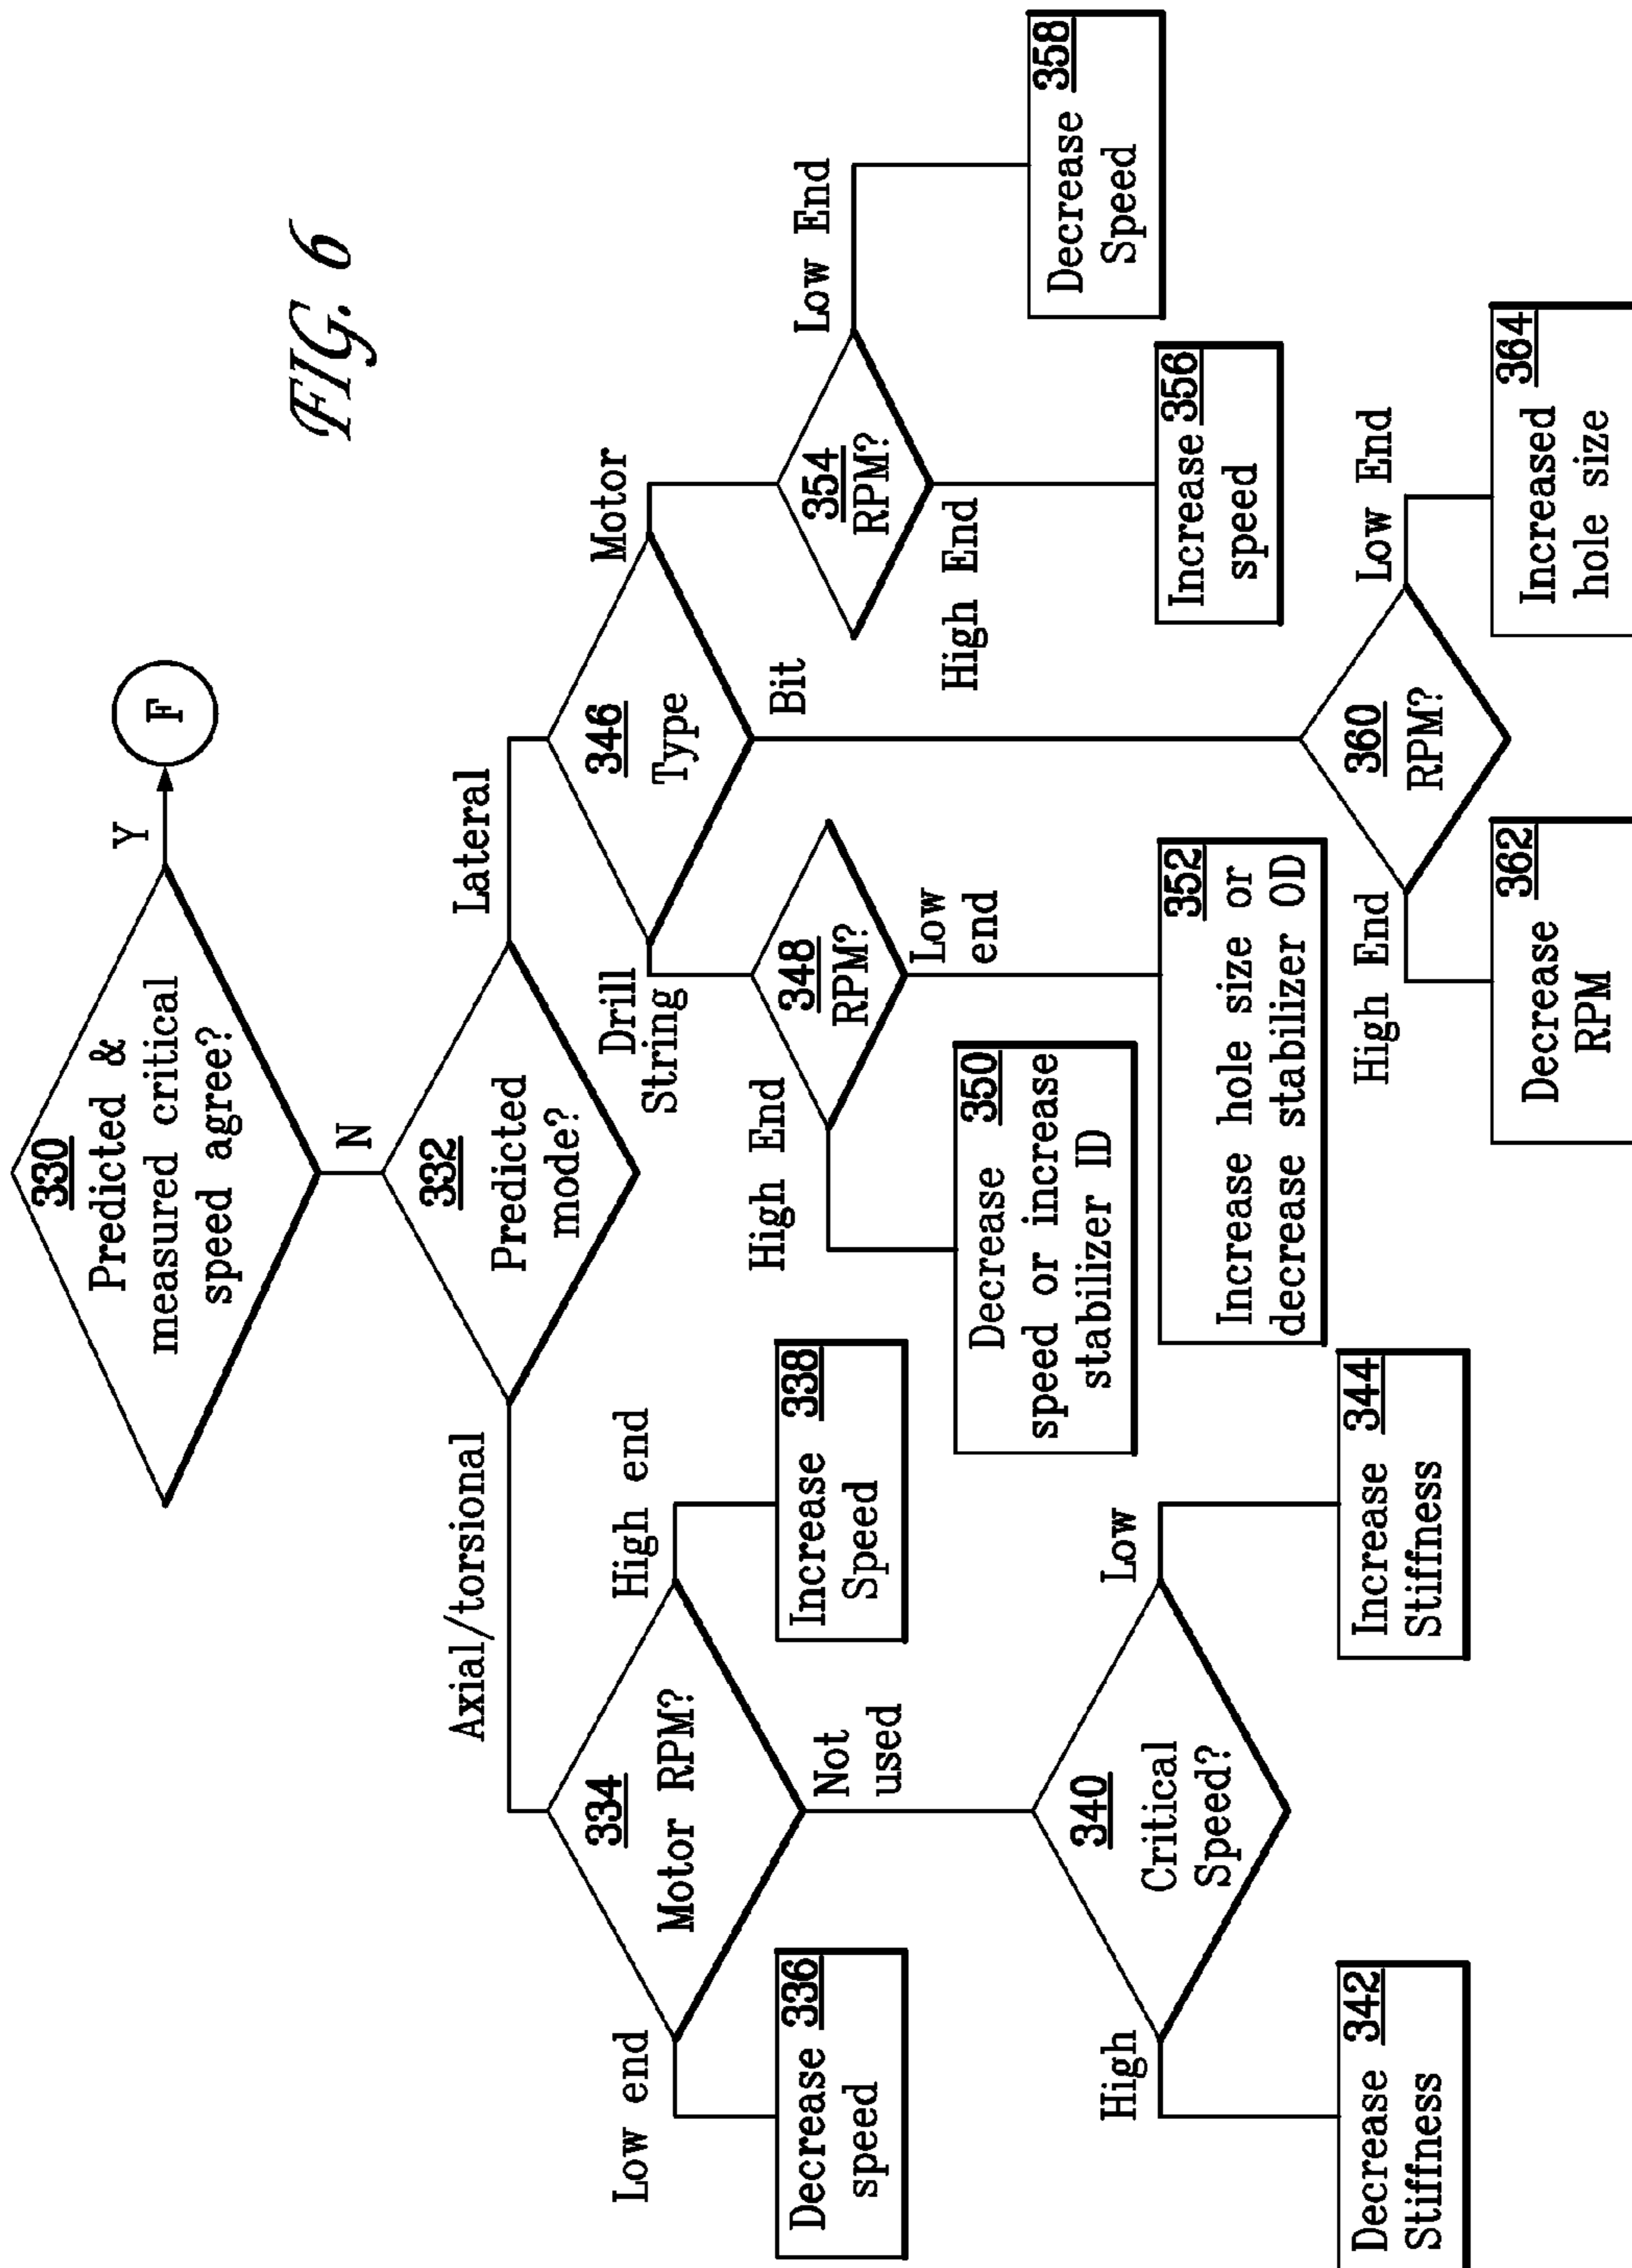 FIG. 6
330
Predicted &
measured critical
speed agree?
Y
F
N
332
Predicted
mode?
Axial/torsional
Lateral
334
Motor RPM?
Low end
High end
Decrease 336
speed
Increase 338
Speed
Not
used
340
Critical
Speed?
High
Low
Decrease 342
Stiffness
Increase 344
Stiffness
346
Type
Drill
String
Motor
Bit
348
RPM?
High End
Low
end
Decrease 350
speed or increase
stabilizer ID
352
Increase hole size or
decrease stabilizer OD
354
RPM?
High End
Low End
Increase 356
speed
Decrease 358
Speed
360
RPM?
High End
Low End
362
Decrease
RPM
364
Increased
hole size